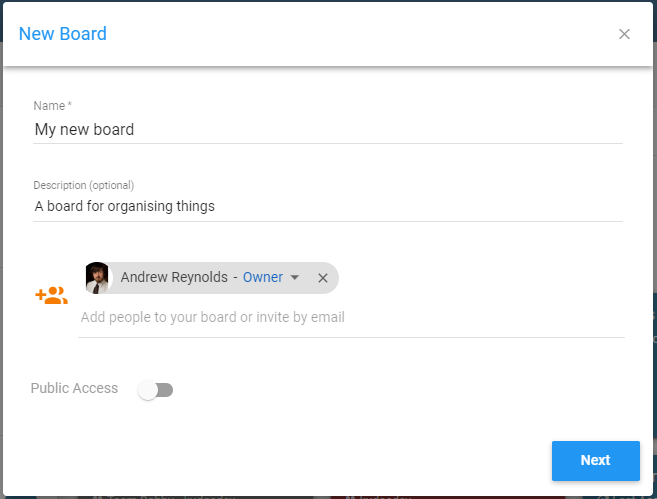 New Board
Name *
My new board
Description (optional)
A board for organising things
Andrew Reynolds - Owner
Add people to your board or invite by email
Public Access
Next